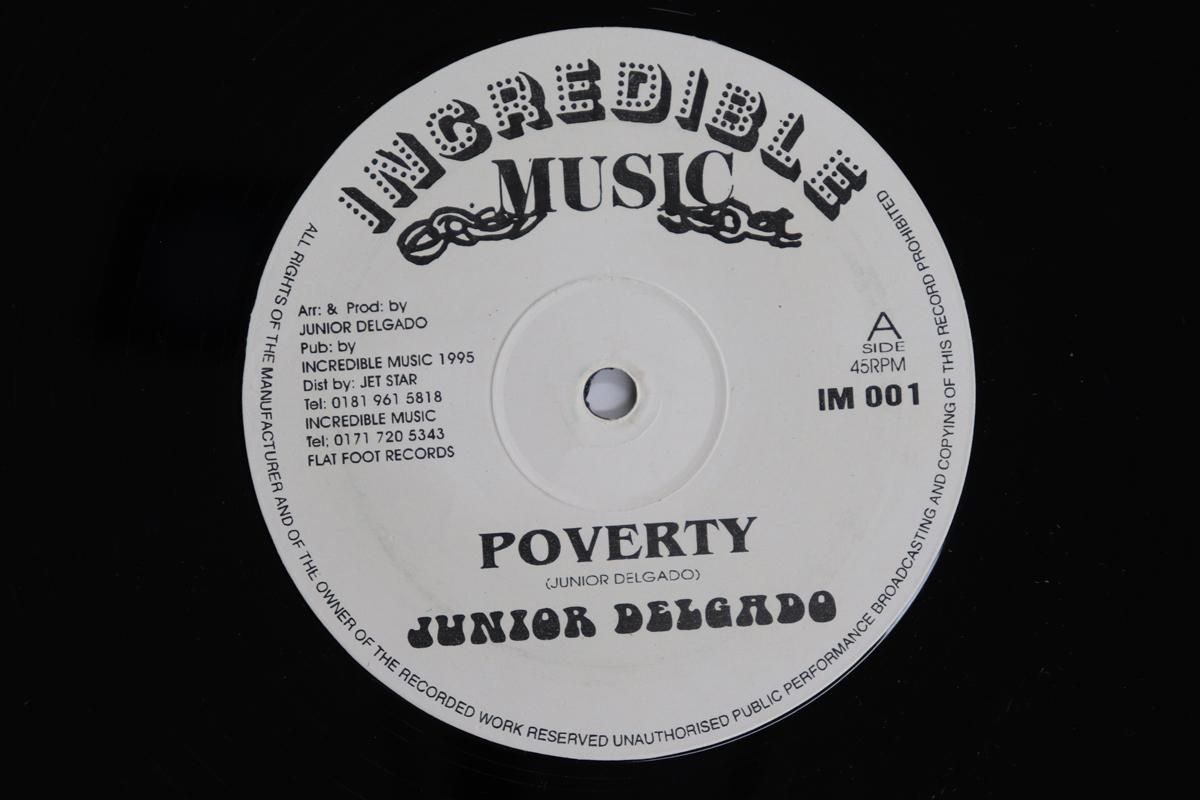 INCREDIBLE
MUSIC
Arr: & Prod: by
JUNIOR DELGADO
Pub: by
INCREDIBLE MUSIC 1995
Dist by: JET STAR
Tel: 0181 961 5818
INCREDIBLE MUSIC
Tel: 0171 720 5343
FLAT FOOT RECORDS
A
SIDE
45RPM
IM 001
POVERTY
(JUNIOR DELGADO)
JUNIOR DELGADO
ALL RIGHTS OF THE MANUFACTURER AND OF THE OWNER OF THE RECORDED WORK RESERVED UNAUTHORISED PUBLIC PERFORMANCE BROADCASTING AND COPYING OF THIS RECORD PROHIBITED